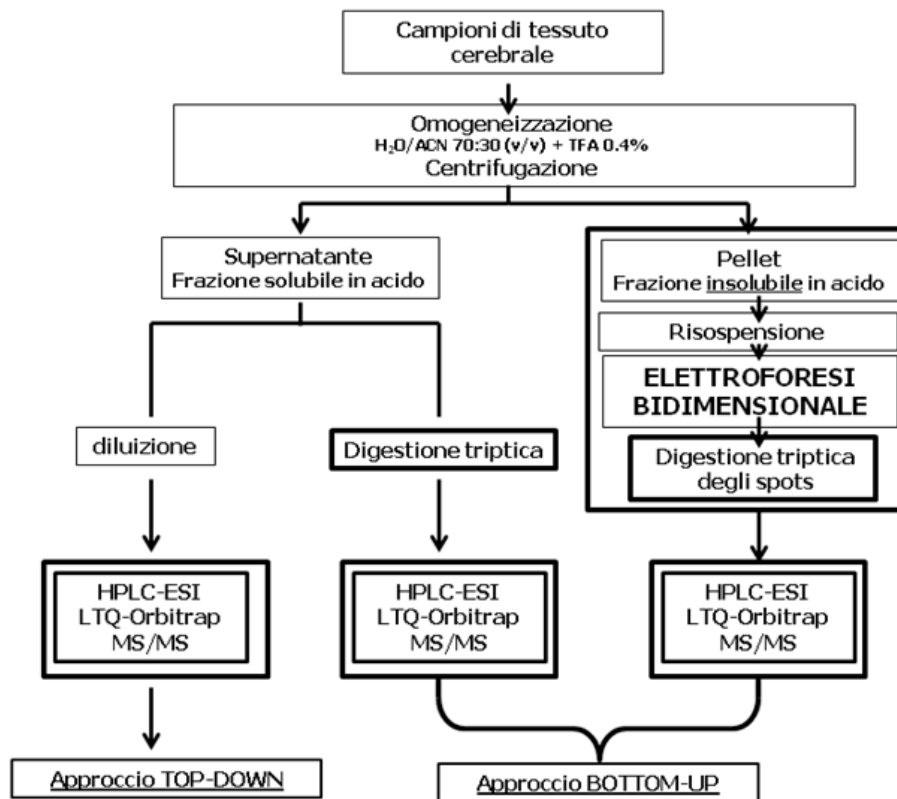 Campioni di tessuto
cerebrale
Omogeneizzazione
H₂O/ACN 70:30 (v/v) + TFA 0.4%
Centrifugazione
Supernatante
Frazione solubile in acido
Pellet
Frazione insolubile in acido
Risospensione
ELETTROFORESI
BIDIMENSIONALE
diluizione
Digestione triptica
Digestione triptica
degli spots
HPLC-ESI
LTQ-Orbitrap
MS/MS
HPLC-ESI
LTQ-Orbitrap
MS/MS
HPLC-ESI
LTQ-Orbitrap
MS/MS
Approccio TOP-DOWN
Approccio BOTTOM-UP